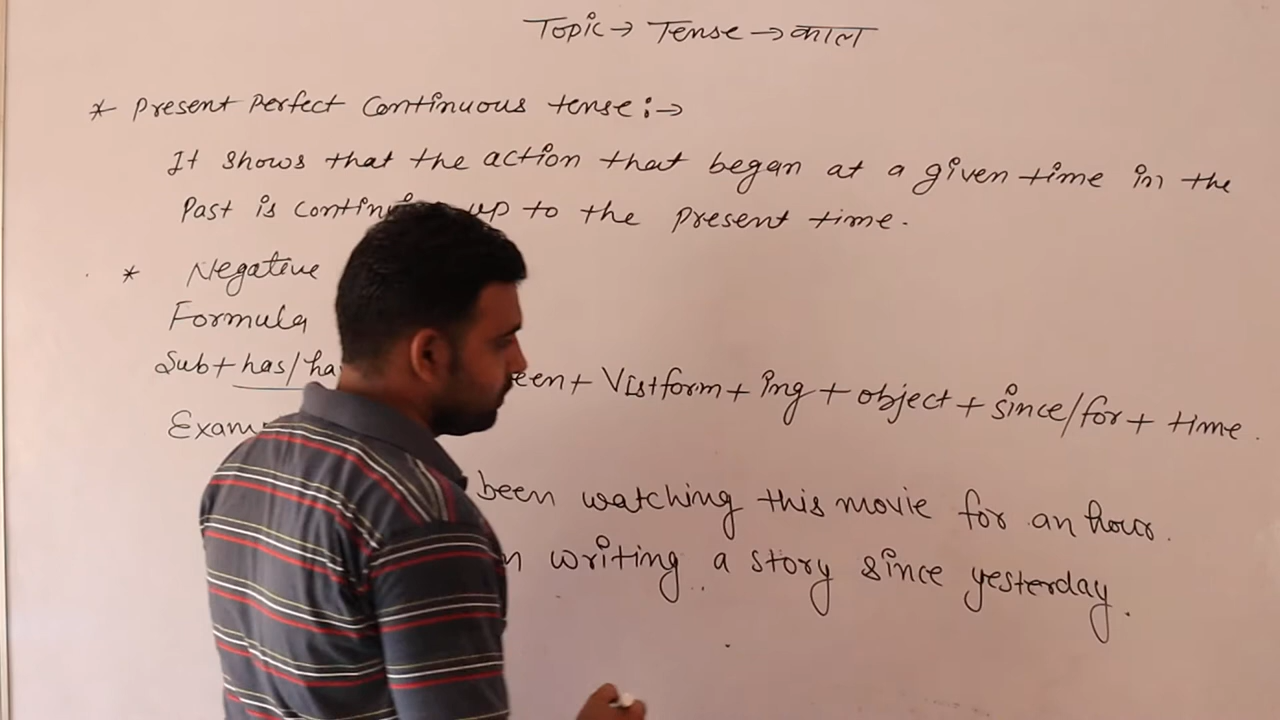 Topic → Tense → काल
* Present Perfect Continuous tense :→
It shows that the action that began at a given time in the
Past is up to the present time.
* Negative
Formula
Sub + has/ha een + V1st form + ing + object + since/for + time.
Exam
been watching this movie for an hour.
n writing a story since yesterday.